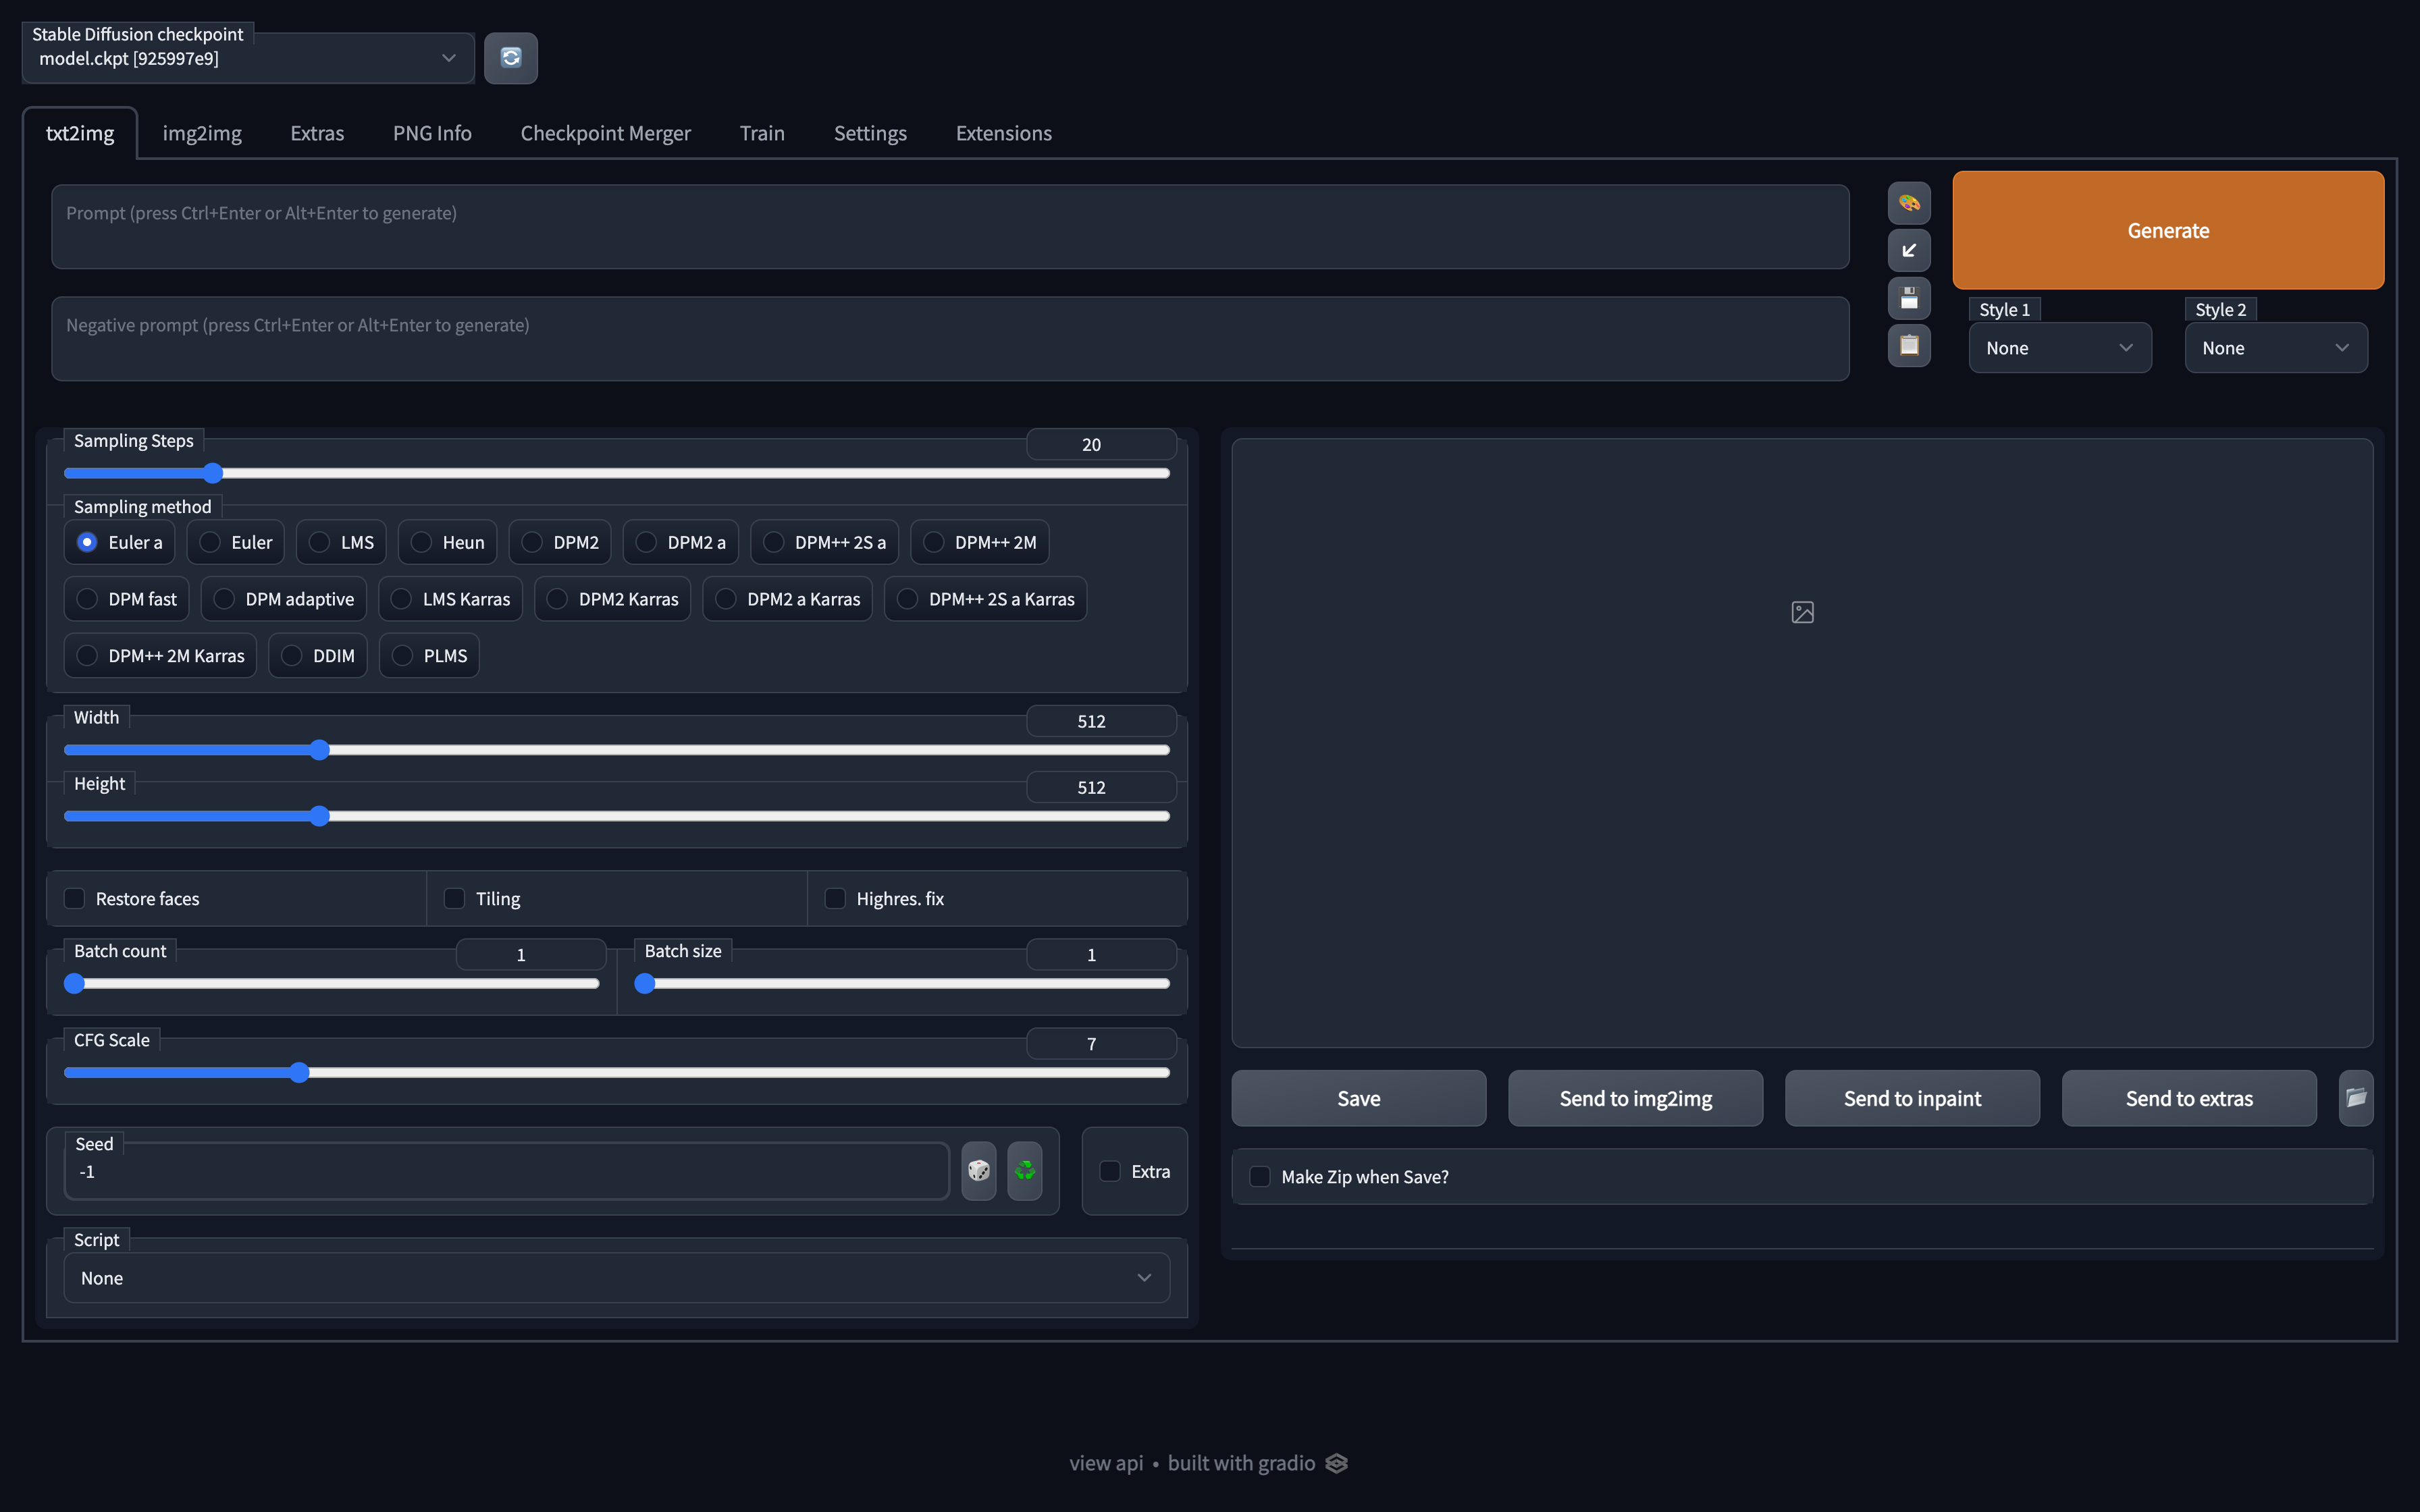 Stable Diffusion checkpoint
model.ckpt [925997e9]
txt2img img2img Extras PNG Info Checkpoint Merger Train Settings Extensions
Prompt (press Ctrl+Enter or Alt+Enter to generate)
Generate
Negative prompt (press Ctrl+Enter or Alt+Enter to generate)
Style 1 Style 2
None None
Sampling Steps 20
Sampling method
Euler a Euler LMS Heun DPM2 DPM2 a DPM++ 2S a DPM++ 2M
DPM fast DPM adaptive LMS Karras DPM2 Karras DPM2 a Karras DPM++ 2S a Karras
DPM++ 2M Karras DDIM PLMS
Width 512
Height 512
Restore faces Tiling Highres. fix
Batch count 1 Batch size 1
CFG Scale 7
Seed
-1
Extra
Script
None
Save Send to img2img Send to inpaint Send to extras
Make Zip when Save?
view api • built with gradio